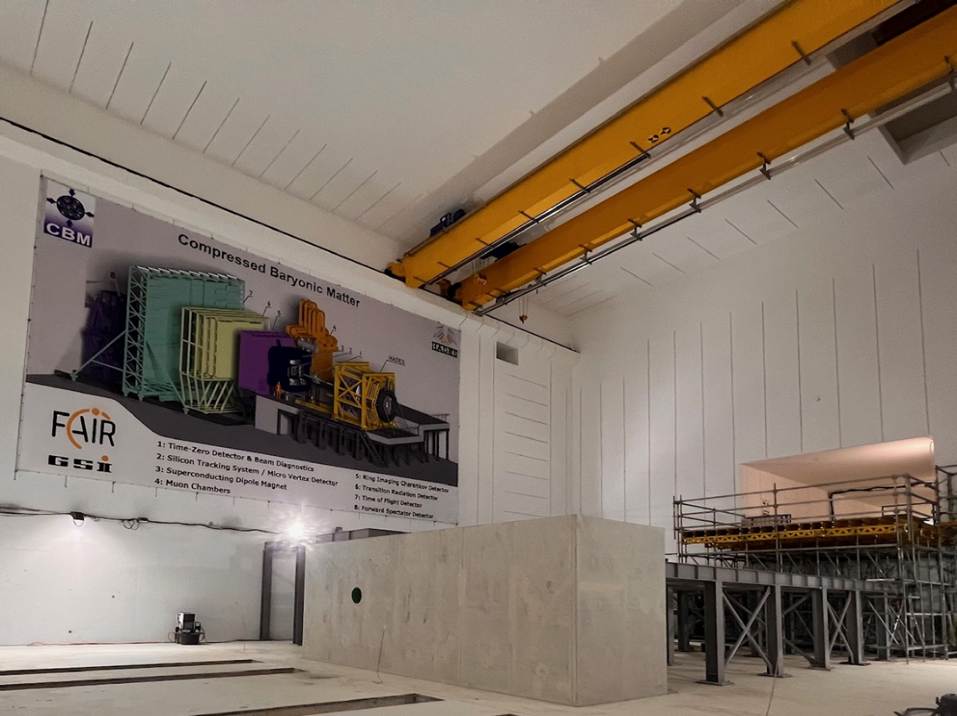 CBM
Compressed Baryonic Matter
HADES
HADES
FAIR
GSI
1: Time-Zero Detector & Beam Diagnostics
2: Silicon Tracking System / Micro Vertex Detector
3: Superconducting Dipole Magnet
4: Muon Chambers
5: Ring Imaging Cherenkov Detector
6: Transition Radiation Detector
7: Time of Flight Detector
8: Forward Spectator Detector